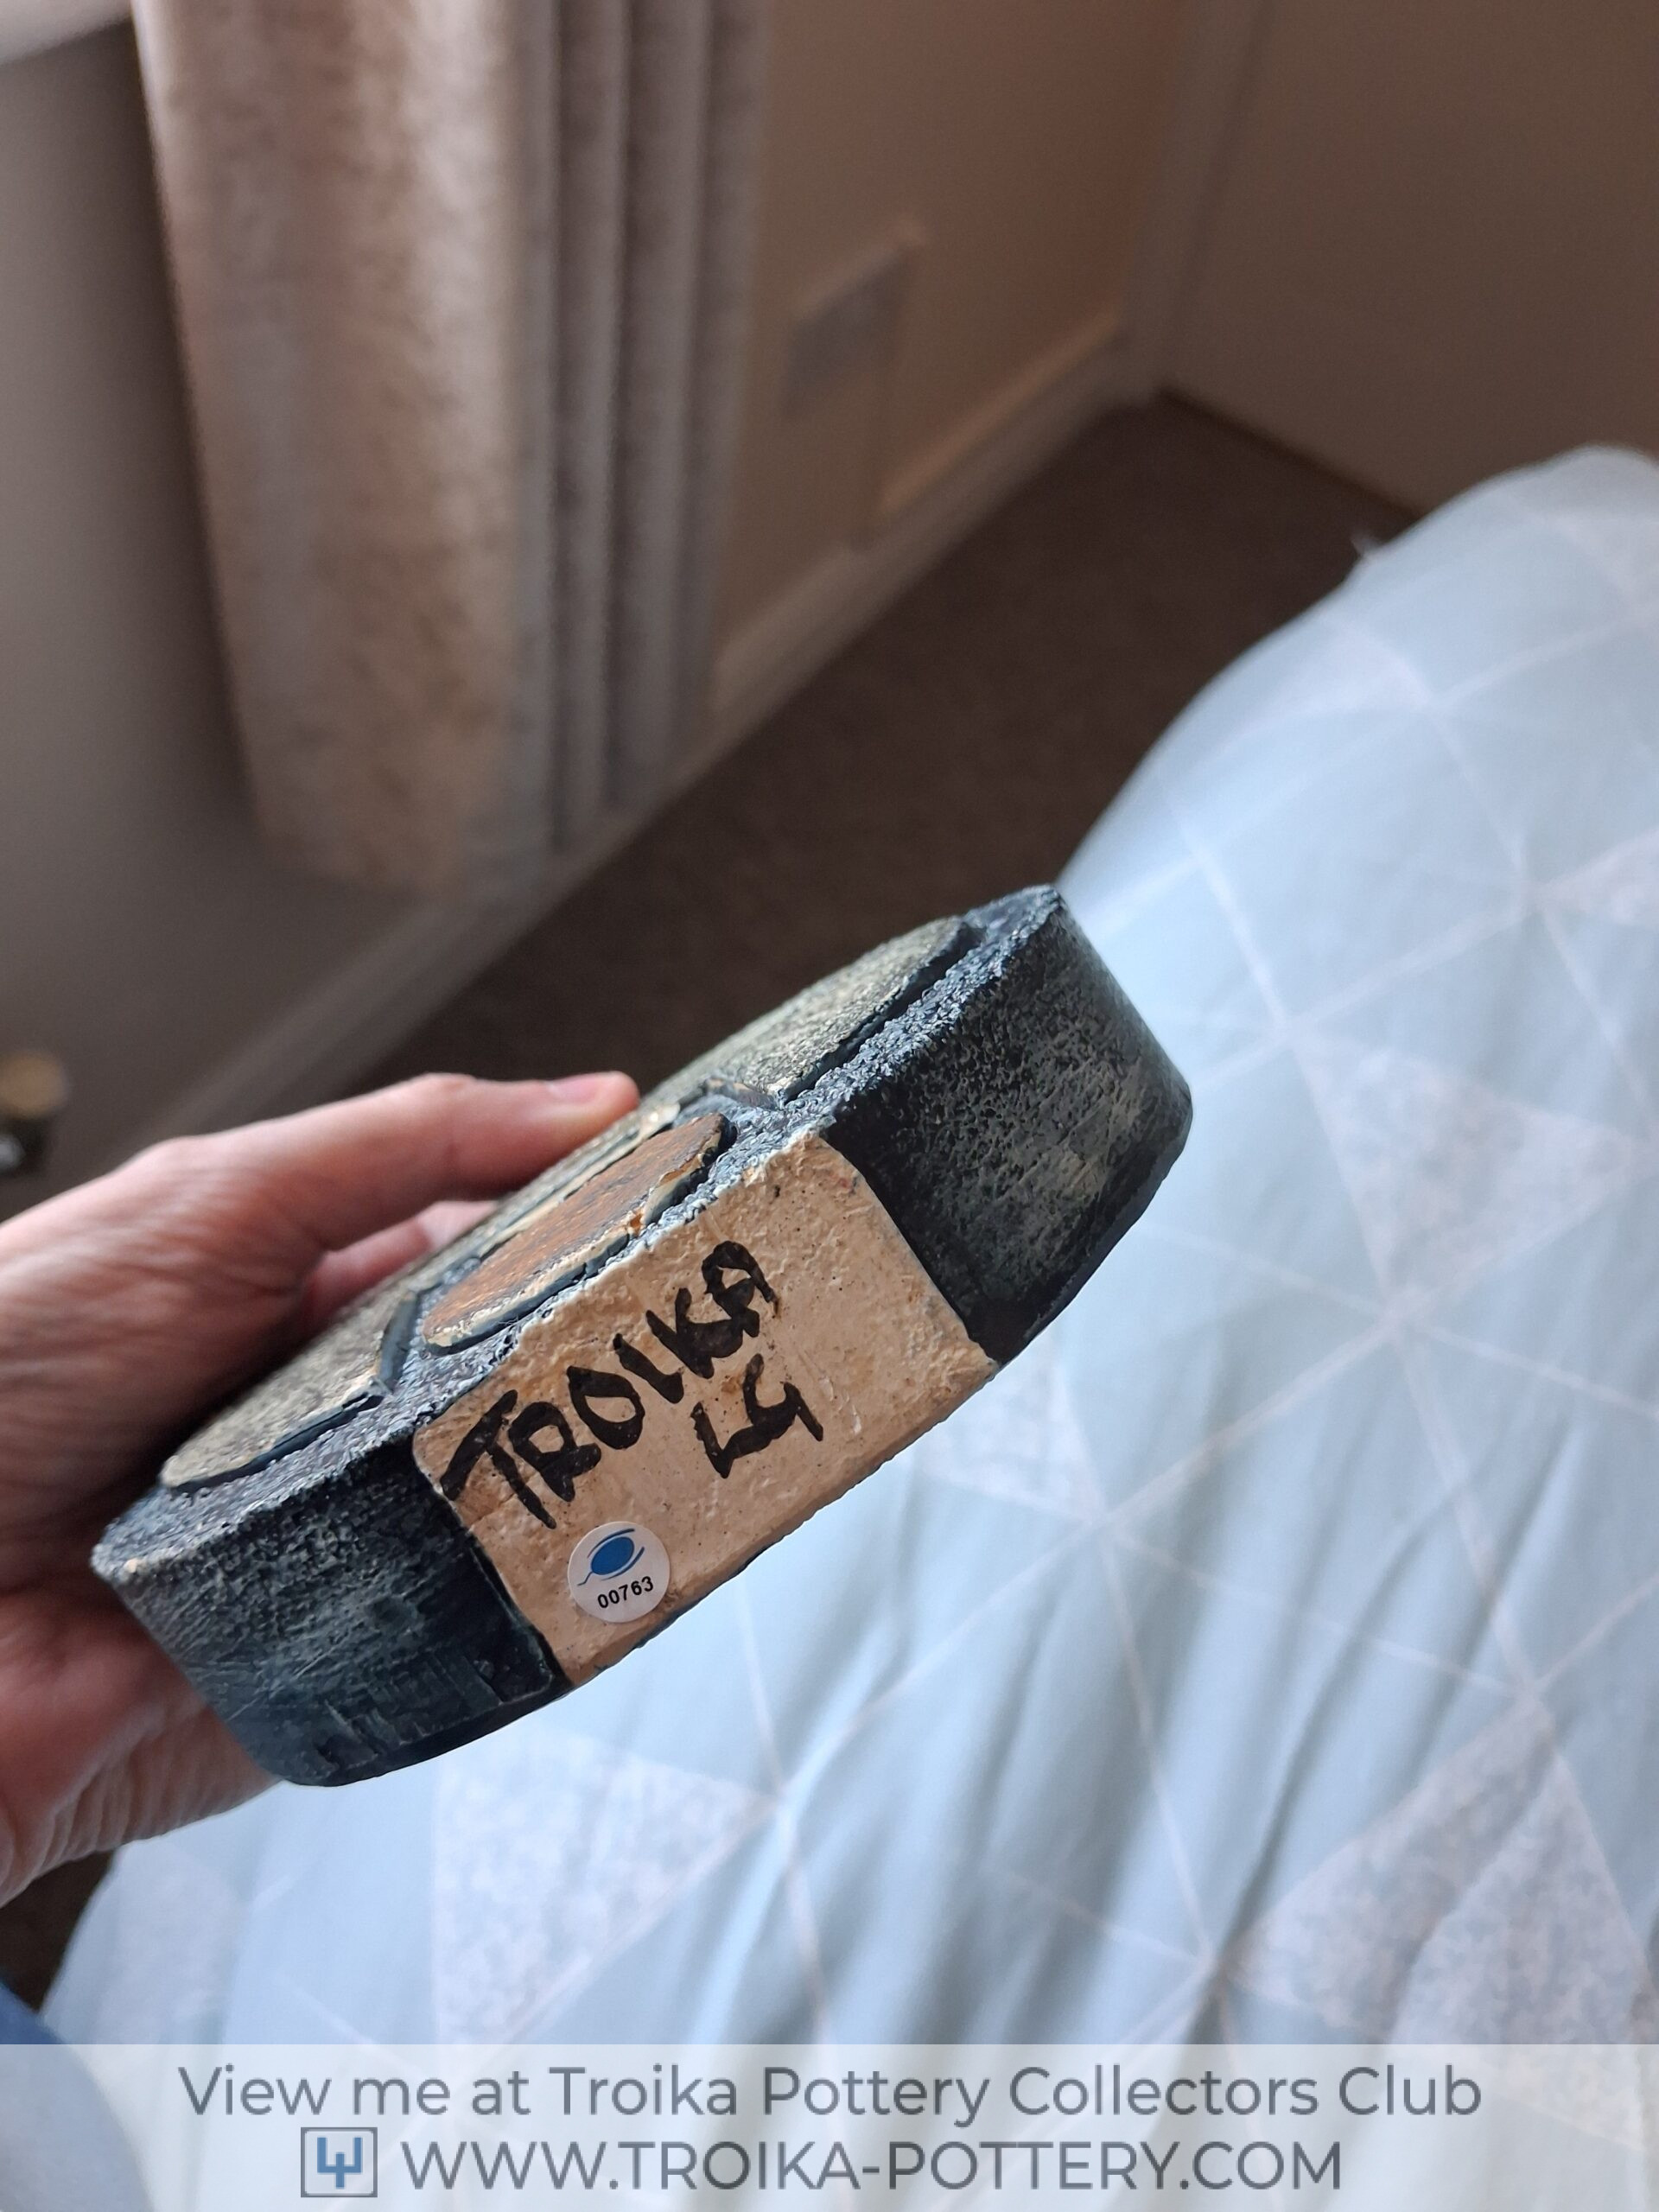 TROIKA
LG
00763
View me at Troika Pottery Collectors Club
WWW.TROIKA-POTTERY.COM